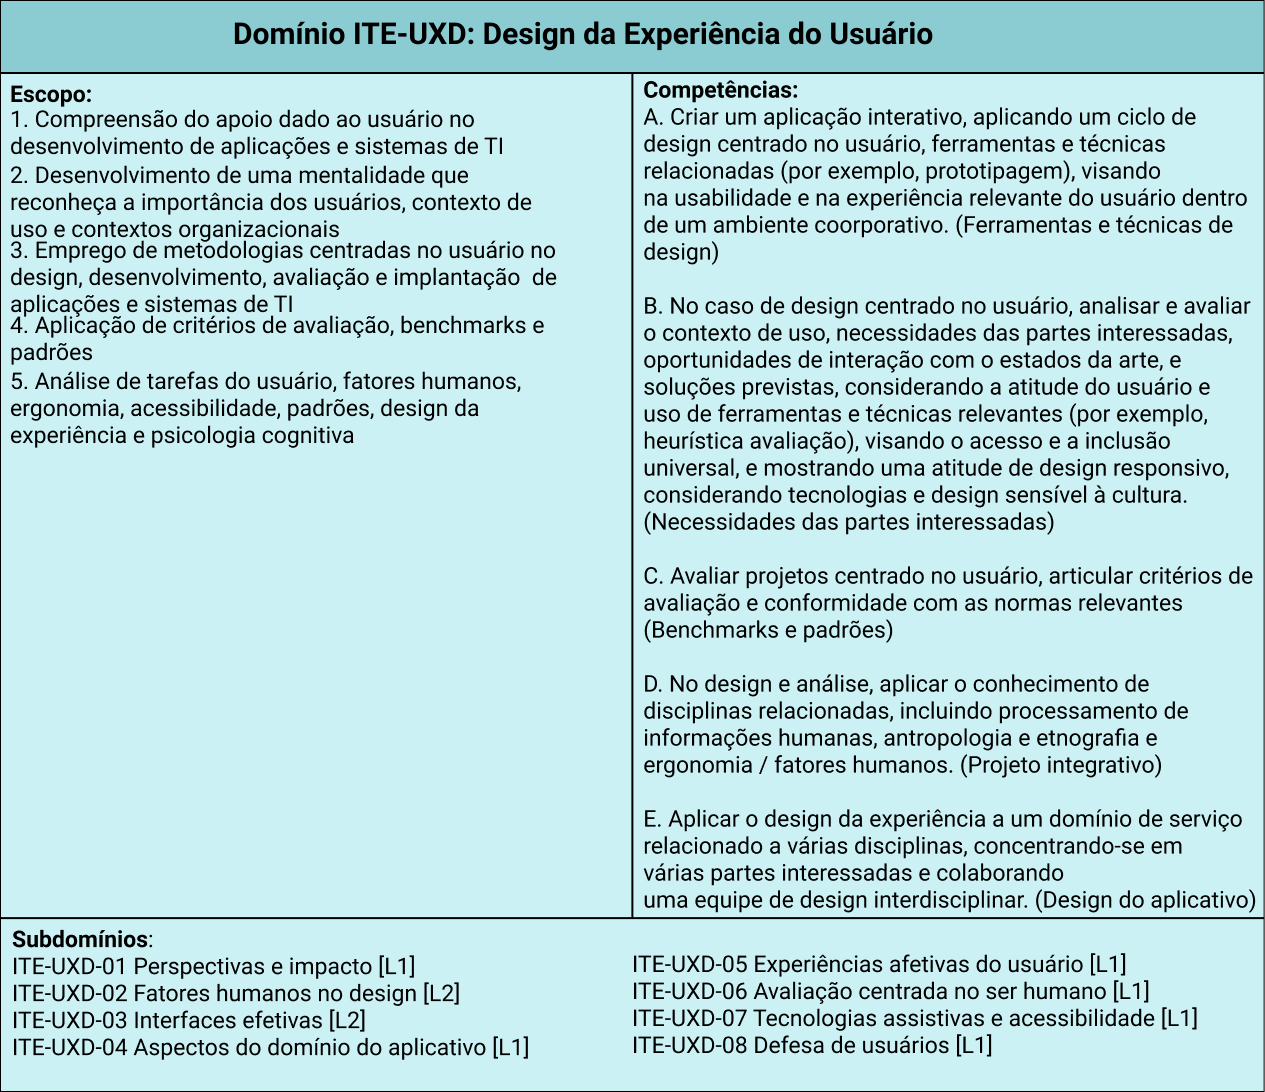 Domínio ITE-UXD: Design da Experiência do Usuário
Escopo:
1. Compreensão do apoio dado ao usuário no
desenvolvimento de aplicações e sistemas de TI
2. Desenvolvimento de uma mentalidade que
reconheça a importância dos usuários, contexto de
uso e contextos organizacionais
3. Emprego de metodologias centradas no usuário no
design, desenvolvimento, avaliação e implantação  de
aplicações e sistemas de TI
4. Aplicação de critérios de avaliação, benchmarks e
padrões
5. Análise de tarefas do usuário, fatores humanos,
ergonomia, acessibilidade, padrões, design da
experiência e psicologia cognitiva
Competências:
A. Criar um aplicação interativo, aplicando um ciclo de
design centrado no usuário, ferramentas e técnicas
relacionadas (por exemplo, prototipagem), visando
na usabilidade e na experiência relevante do usuário dentro
de um ambiente coorporativo. (Ferramentas e técnicas de
design)
B. No caso de design centrado no usuário, analisar e avaliar
o contexto de uso, necessidades das partes interessadas,
oportunidades de interação com o estados da arte, e
soluções previstas, considerando a atitude do usuário e
uso de ferramentas e técnicas relevantes (por exemplo,
heurística avaliação), visando o acesso e a inclusão
universal, e mostrando uma atitude de design responsivo,
considerando tecnologias e design sensível à cultura.
(Necessidades das partes interessadas)
C. Avaliar projetos centrado no usuário, articular critérios de
avaliação e conformidade com as normas relevantes
(Benchmarks e padrões)
D. No design e análise, aplicar o conhecimento de
disciplinas relacionadas, incluindo processamento de
informações humanas, antropologia e etnografia e
ergonomia / fatores humanos. (Projeto integrativo)
E. Aplicar o design da experiência a um domínio de serviço
relacionado a várias disciplinas, concentrando-se em
várias partes interessadas e colaborando
uma equipe de design interdisciplinar. (Design do aplicativo)
Subdomínios:
ITE-UXD-01 Perspectivas e impacto [L1]
ITE-UXD-02 Fatores humanos no design [L2]
ITE-UXD-03 Interfaces efetivas [L2]
ITE-UXD-04 Aspectos do domínio do aplicativo [L1]
ITE-UXD-05 Experiências afetivas do usuário [L1]
ITE-UXD-06 Avaliação centrada no ser humano [L1]
ITE-UXD-07 Tecnologias assistivas e acessibilidade [L1]
ITE-UXD-08 Defesa de usuários [L1]